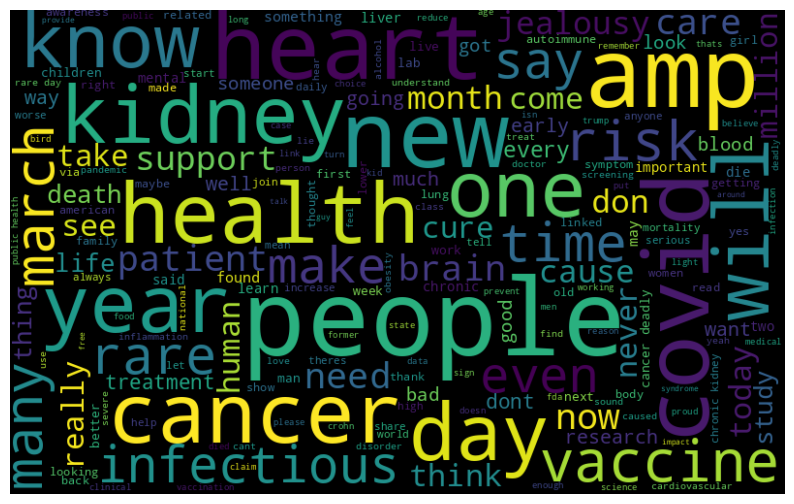 awareness
public
long
related
something
liver
got
jealousy
care
autoimmune
remember
thats
girl
age
reduce
provide
know
heart
say
look
amp
million
rare day
children
mental
live
lab
alcohol
hear
understand
choice
right
start
someone
daily
isn
trump
believe
way
made
going
month
come
anyone
worse
case
lie
treat
bird
pandemic
link
turn
doctor
kidney
new
early
risk
every
blood
deadly
take
support
via
maybe
person
join
first
lower
kid
symptom
screening
important
die
getting
infection
march
death
well
much
lung
class
put
around
american
thought
feel
talk
guy
one
don
linked
mortality
yes
see
health
cure
may
serious
covid
will
public health
family
mean
tell
work
time
women
light
life
patient
make
brain
cause
always
said
found
obesity
chronic
men
old
working
read
thing
national
learn
increase
week
prevent
good
never
want
two
year
people
human
former
state
find
reason
cancer deadly
yeah
medical
many
food
inflammation
free
love
theres
data
sign
rare
let
man
thank
need
even
next
body
syndrome
today
study
use
treatment
show
bad
high
doesn
fda
sound
caused
proud
chronic kidney
really
severe
better
help
please
crohn
share
dont
now
research
impact
cancer
day
vaccine
looking
back
died
cant
world
disorder
claim
infectious
think
enough
science
cardiovascular
clinical
vaccination